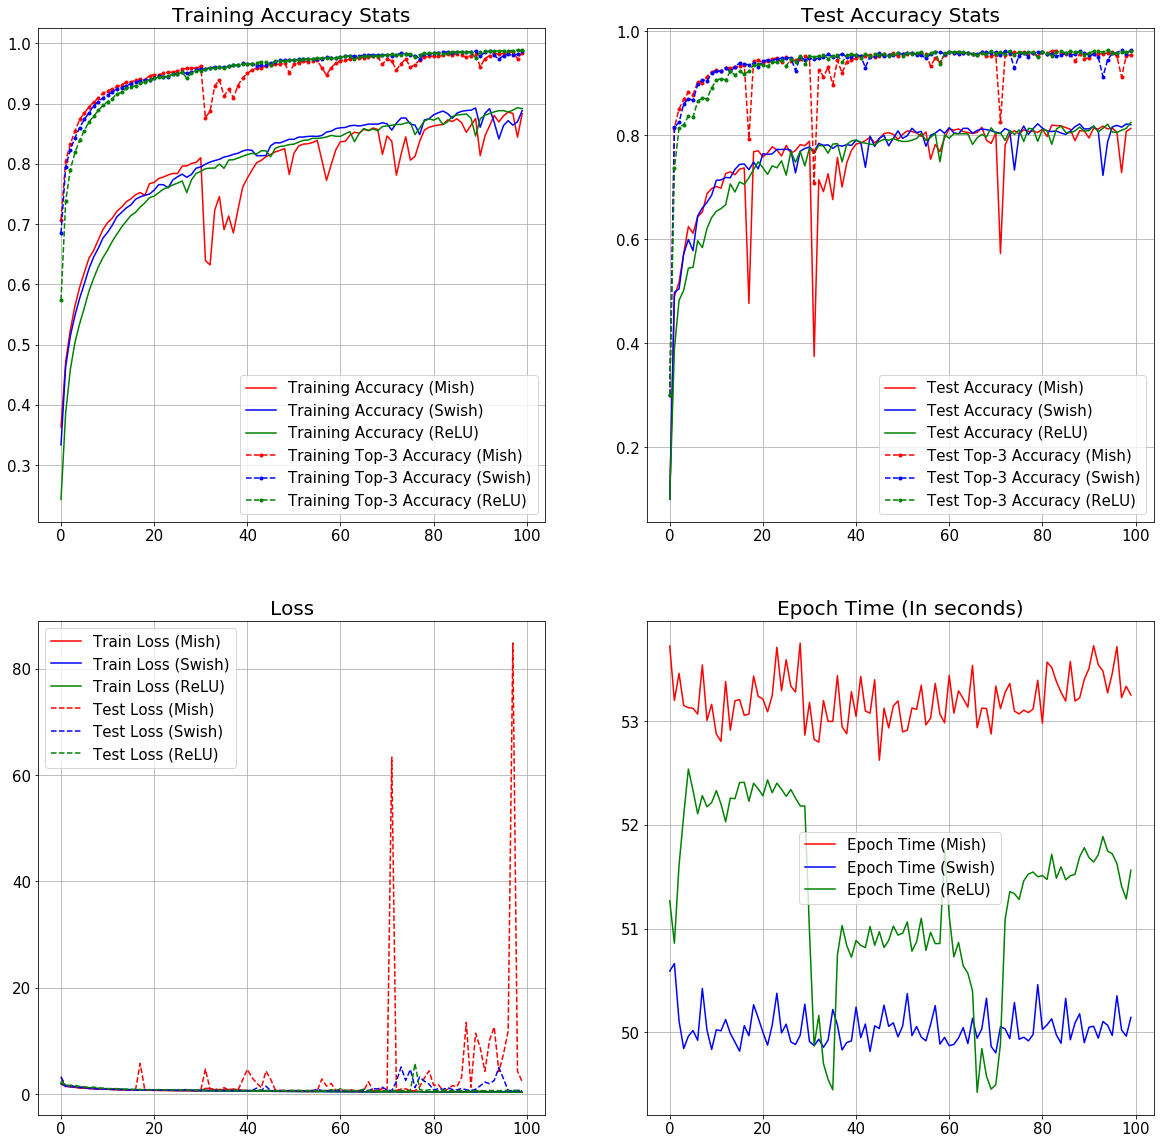 Training Accuracy Stats
1.0
0.9
0.8
0.7
0.6
0.5
0.4
0.3
0 20 40 60 80 100
Training Accuracy (Mish)
Training Accuracy (Swish)
Training Accuracy (ReLU)
Training Top-3 Accuracy (Mish)
Training Top-3 Accuracy (Swish)
Training Top-3 Accuracy (ReLU)
Test Accuracy Stats
1.0
0.8
0.6
0.4
0.2
0 20 40 60 80 100
Test Accuracy (Mish)
Test Accuracy (Swish)
Test Accuracy (ReLU)
Test Top-3 Accuracy (Mish)
Test Top-3 Accuracy (Swish)
Test Top-3 Accuracy (ReLU)
Loss
80
60
40
20
0
0 20 40 60 80 100
Train Loss (Mish)
Train Loss (Swish)
Train Loss (ReLU)
Test Loss (Mish)
Test Loss (Swish)
Test Loss (ReLU)
Epoch Time (In seconds)
53
52
51
50
0 20 40 60 80 100
Epoch Time (Mish)
Epoch Time (Swish)
Epoch Time (ReLU)